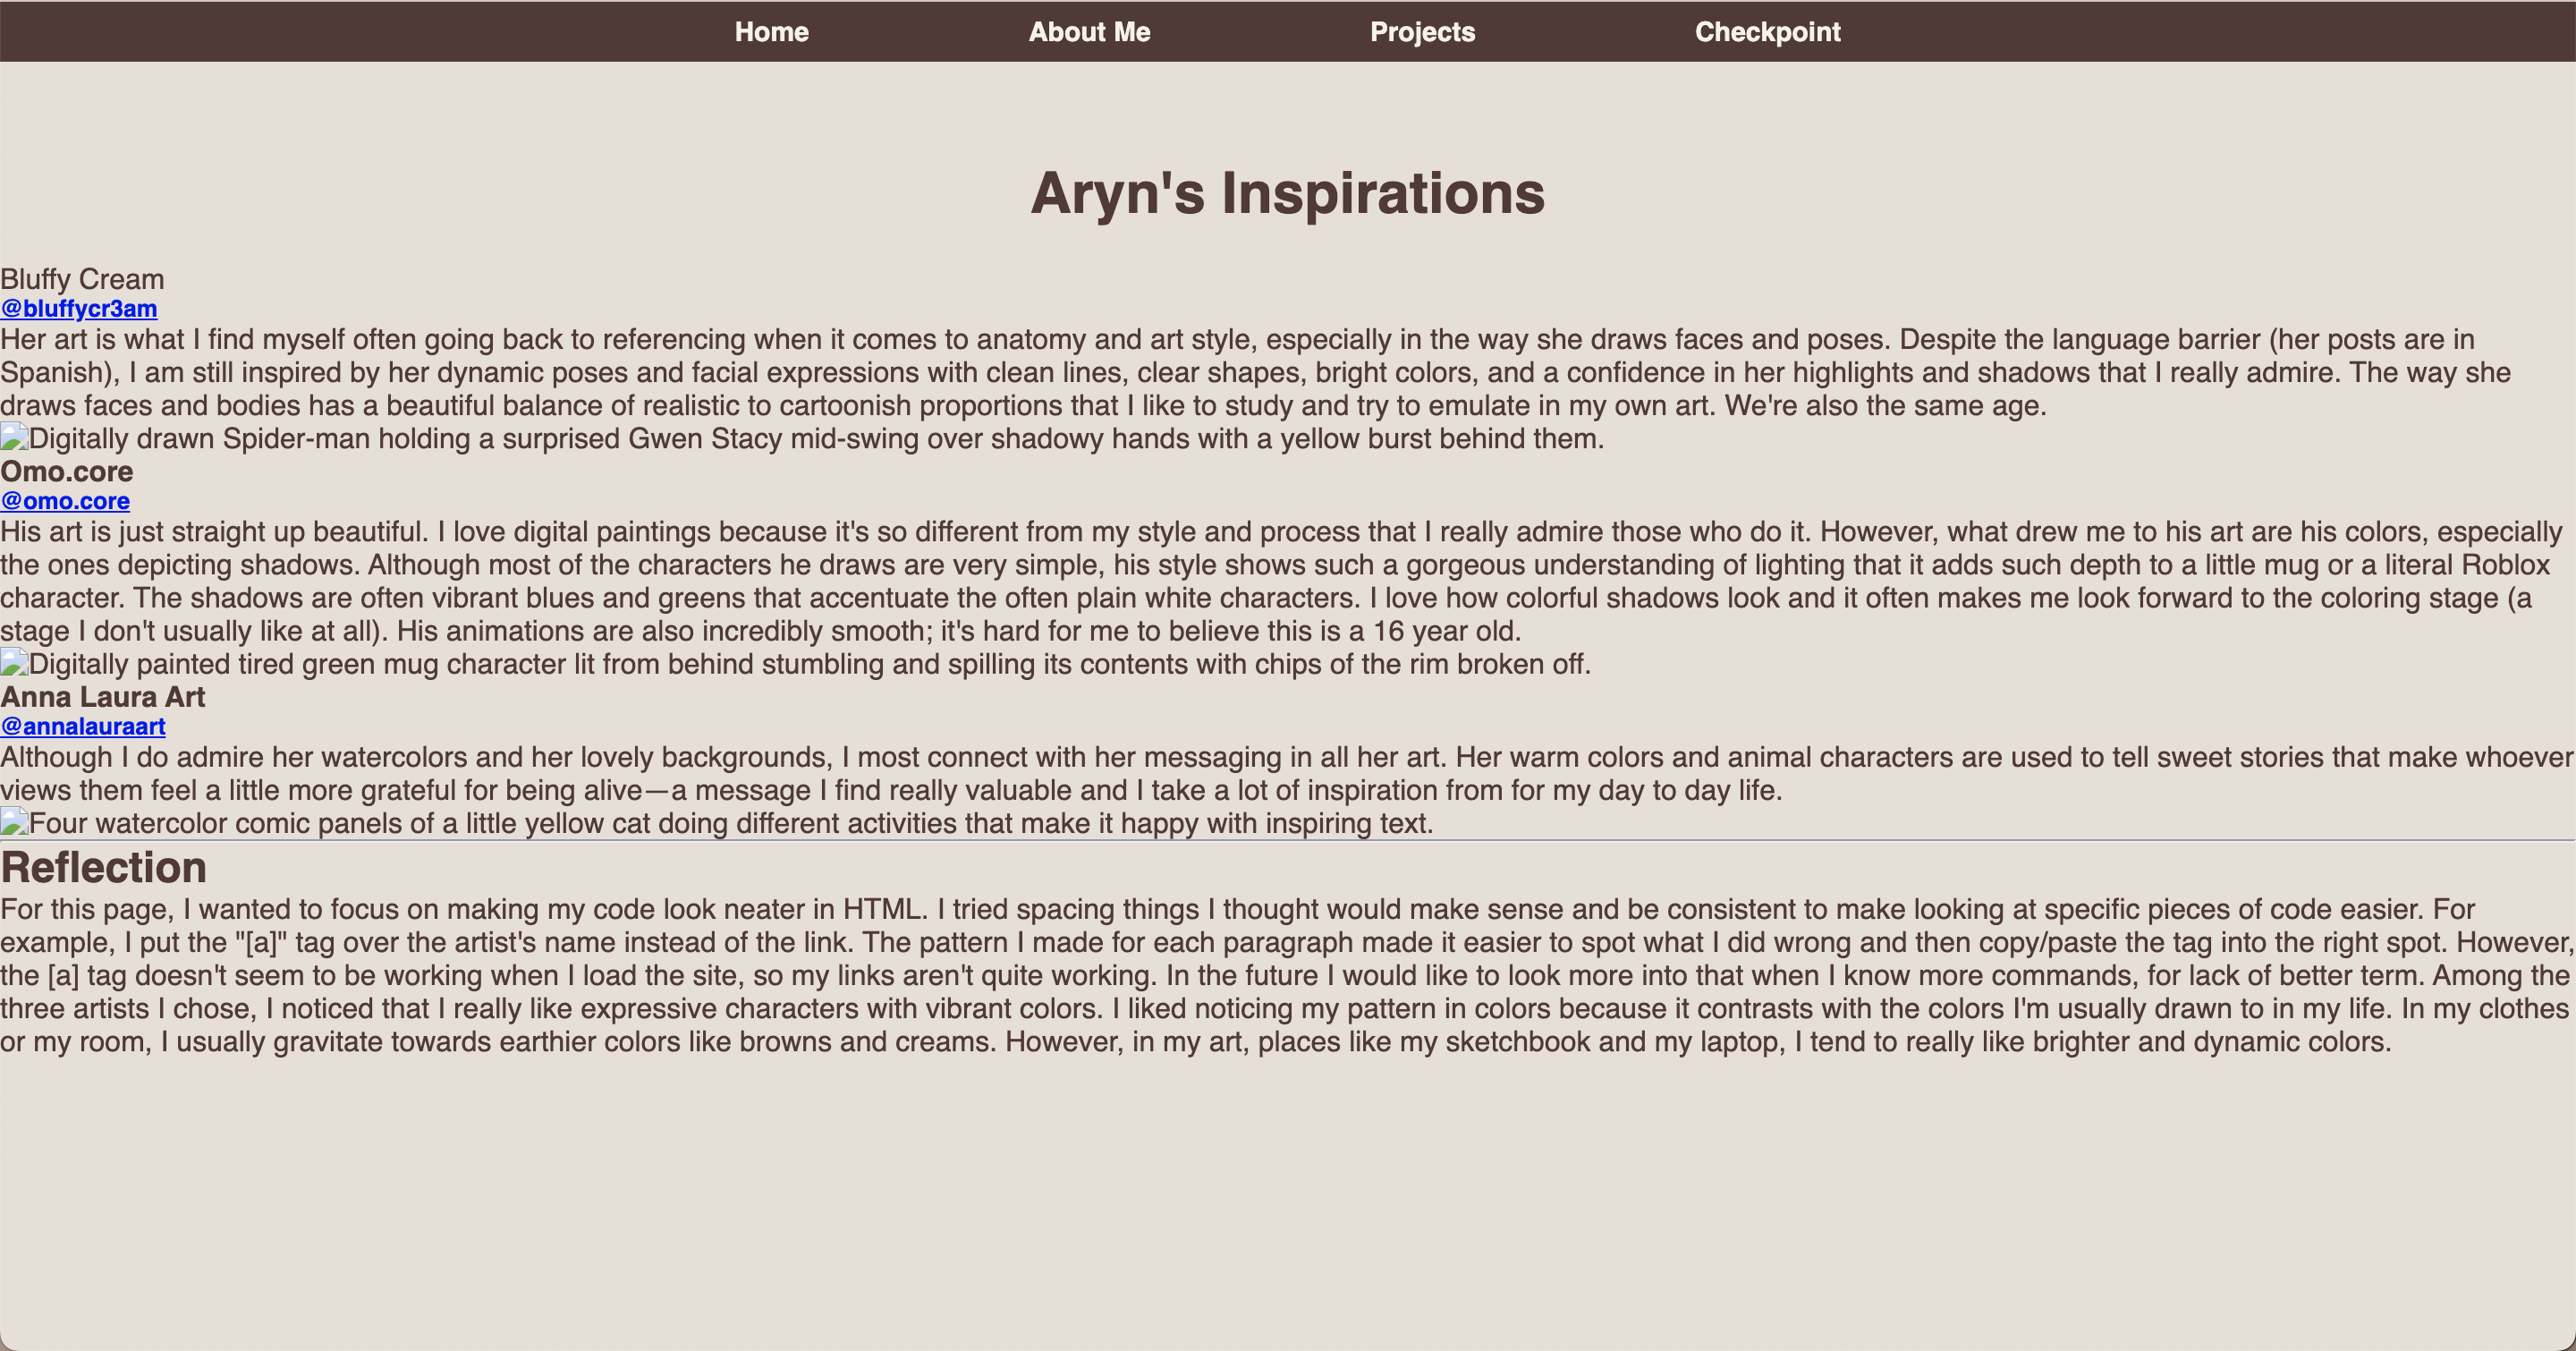 Home About Me Projects Checkpoint
Aryn's Inspirations
Bluffy Cream
@bluffycr3am
Her art is what I find myself often going back to referencing when it comes to anatomy and art style, especially in the way she draws faces and poses. Despite the language barrier (her posts are in
Spanish), I am still inspired by her dynamic poses and facial expressions with clean lines, clear shapes, bright colors, and a confidence in her highlights and shadows that I really admire. The way she
draws faces and bodies has a beautiful balance of realistic to cartoonish proportions that I like to study and try to emulate in my own art. We're also the same age.
Digitally drawn Spider-man holding a surprised Gwen Stacy mid-swing over shadowy hands with a yellow burst behind them.
Omo.core
@omo.core
His art is just straight up beautiful. I love digital paintings because it's so different from my style and process that I really admire those who do it. However, what drew me to his art are his colors, especially
the ones depicting shadows. Although most of the characters he draws are very simple, his style shows such a gorgeous understanding of lighting that it adds such depth to a little mug or a literal Roblox
character. The shadows are often vibrant blues and greens that accentuate the often plain white characters. I love how colorful shadows look and it often makes me look forward to the coloring stage (a
stage I don't usually like at all). His animations are also incredibly smooth; it's hard for me to believe this is a 16 year old.
Digitally painted tired green mug character lit from behind stumbling and spilling its contents with chips of the rim broken off.
Anna Laura Art
@annalauraart
Although I do admire her watercolors and her lovely backgrounds, I most connect with her messaging in all her art. Her warm colors and animal characters are used to tell sweet stories that make whoever
views them feel a little more grateful for being alive—a message I find really valuable and I take a lot of inspiration from for my day to day life.
Four watercolor comic panels of a little yellow cat doing different activities that make it happy with inspiring text.
Reflection
For this page, I wanted to focus on making my code look neater in HTML. I tried spacing things I thought would make sense and be consistent to make looking at specific pieces of code easier. For
example, I put the "[a]" tag over the artist's name instead of the link. The pattern I made for each paragraph made it easier to spot what I did wrong and then copy/paste the tag into the right spot. However,
the [a] tag doesn't seem to be working when I load the site, so my links aren't quite working. In the future I would like to look more into that when I know more commands, for lack of better term. Among the
three artists I chose, I noticed that I really like expressive characters with vibrant colors. I liked noticing my pattern in colors because it contrasts with the colors I'm usually drawn to in my life. In my clothes
or my room, I usually gravitate towards earthier colors like browns and creams. However, in my art, places like my sketchbook and my laptop, I tend to really like brighter and dynamic colors.